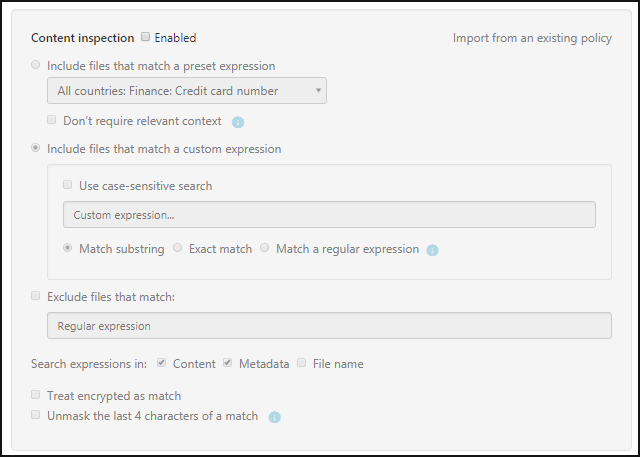 Content inspection Enabled Import from an existing policy
Include files that match a preset expression
All countries: Finance: Credit card number
Don't require relevant context
Include files that match a custom expression
Use case-sensitive search
Custom expression...
Match substring Exact match Match a regular expression
Exclude files that match:
Regular expression
Search expressions in: Content Metadata File name
Treat encrypted as match
Unmask the last 4 characters of a match